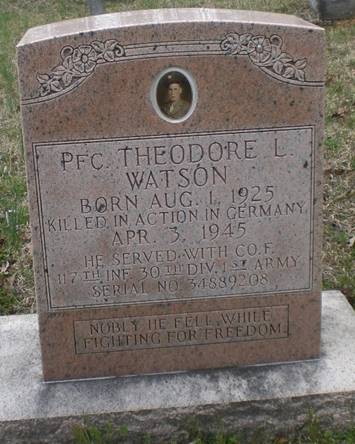 PFC. THEODORE L.
WATSON
BORN AUG. 1, 1925
KILLED IN ACTION IN GERMANY
APR. 3, 1945
HE SERVED WITH CO. F.
117TH INF. 30TH DIV. 1ST ARMY
SERIAL NO. 34889208
NOBLY HE FELL WHILE
FIGHTING FOR FREEDOM.